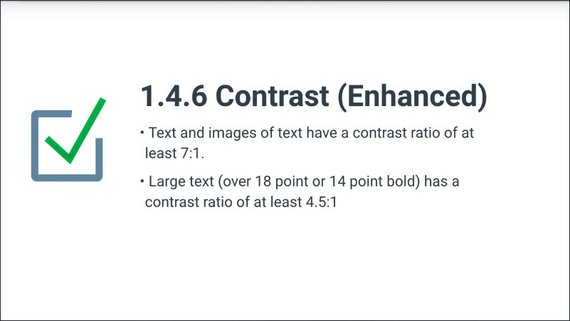 1.4.6 Contrast (Enhanced)
• Text and images of text have a contrast ratio of at
least 7:1.
• Large text (over 18 point or 14 point bold) has a
contrast ratio of at least 4.5:1